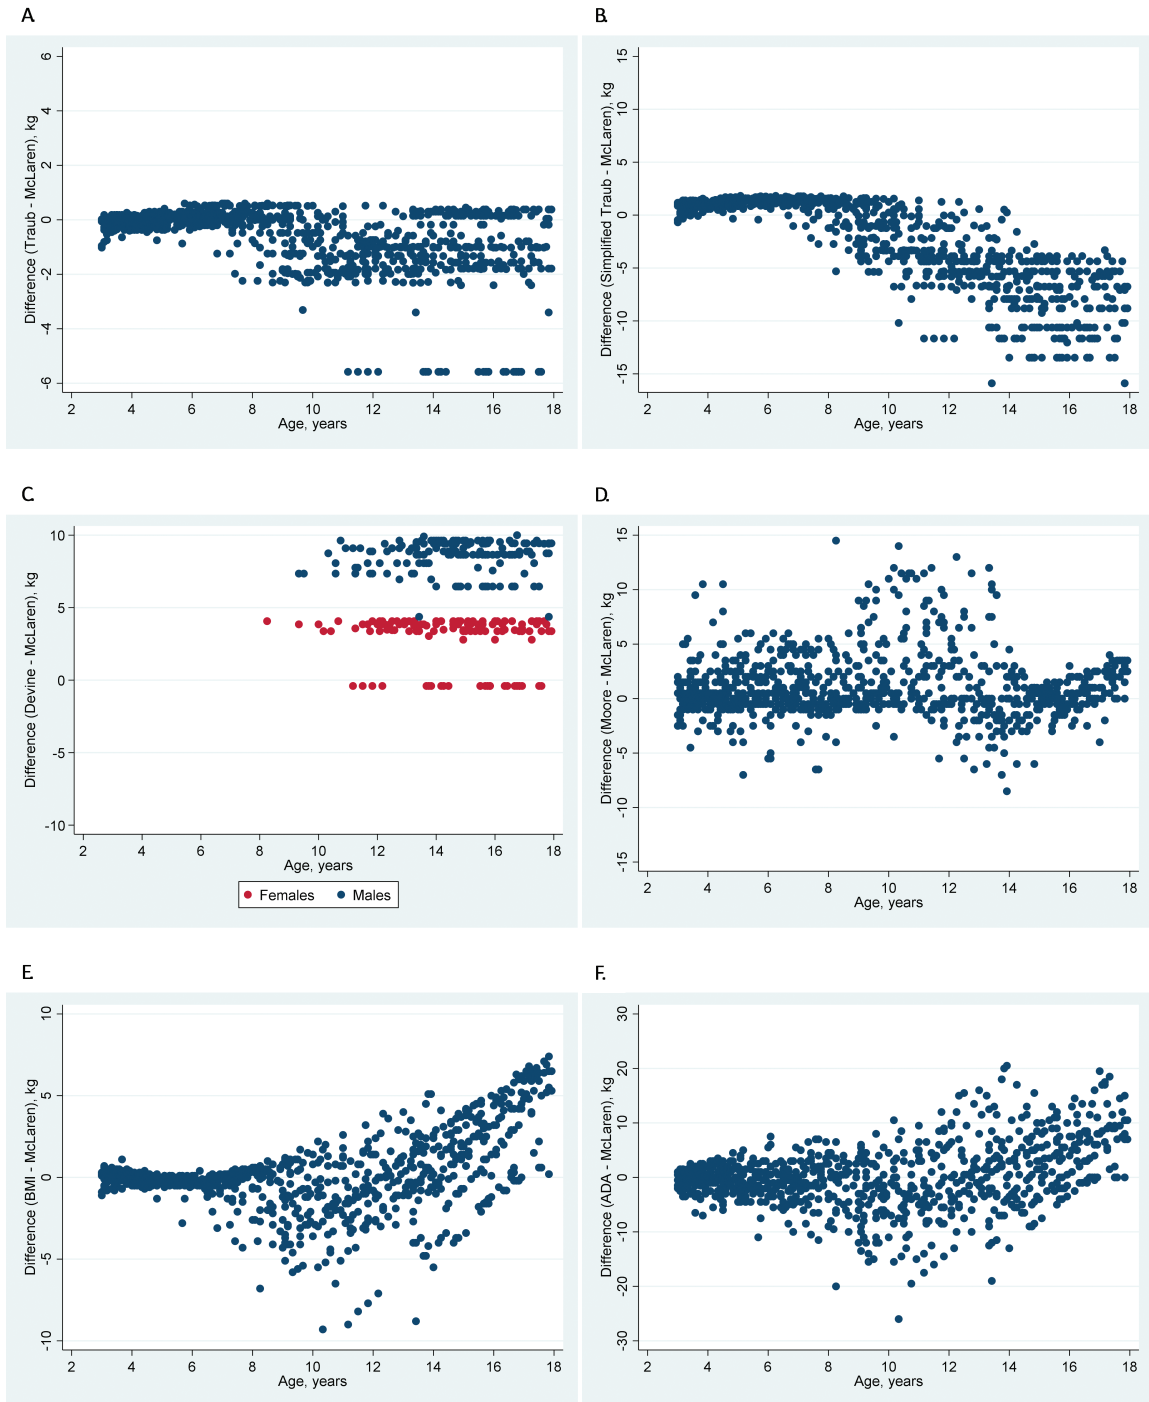 A.
B.
6
4
2
0
-2
-4
-6
Difference (Traub - McLaren), kg
2 4 6 8 10 12 14 16 18
Age, years
15
10
5
0
-5
-10
-15
Difference (Simplified Traub - McLaren), kg
2 4 6 8 10 12 14 16 18
Age, years
C.
D.
10
5
0
-5
-10
Difference (Devine - McLaren), kg
2 4 6 8 10 12 14 16 18
Age, years
Females Males
15
10
5
0
-5
-10
-15
Difference (Moore - McLaren), kg
2 4 6 8 10 12 14 16 18
Age, years
E.
F.
10
5
0
-5
-10
Difference (BMI - McLaren), kg
2 4 6 8 10 12 14 16 18
Age, years
30
20
10
0
-10
-20
-30
Difference (ADA - McLaren), kg
2 4 6 8 10 12 14 16 18
Age, years